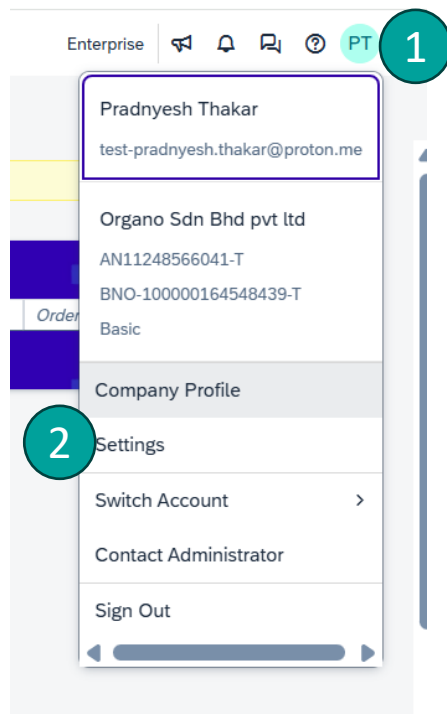 Enterprise
PT
1
Pradnyesh Thakar
test-pradnyesh.thakar@proton.me
Organo Sdn Bhd pvt ltd
AN11248566041-T
BNO-100000164548439-T
Order
Basic
Company Profile
2
Settings
Switch Account
Contact Administrator
Sign Out